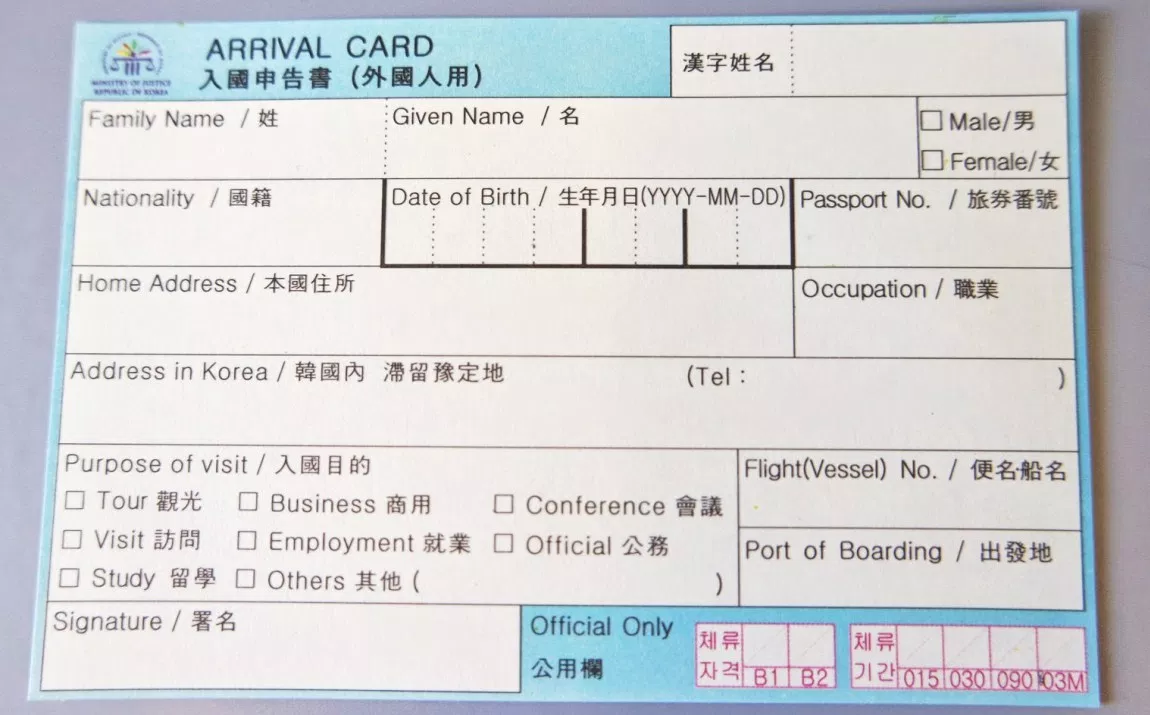 MINISTRY OF JUSTICE
REPUBLIC OF KOREA
ARRIVAL CARD
入國申告書 (外國人用)
漢字姓名
Family Name / 姓
Given Name / 名
Male/男
Female/女
Nationality / 國籍
Date of Birth / 生年月日(YYYY-MM-DD)
Passport No. / 旅券番號
Home Address / 本國住所
Occupation / 職業
Address in Korea / 韓國內 滯留豫定地
(Tel : )
Purpose of visit / 入國目的
Tour 觀光
Business 商用
Conference 會議
Visit 訪問
Employment 就業
Official 公務
Study 留學
Others 其他 ( )
Flight(Vessel) No. / 便名·船名
Port of Boarding / 出發地
Signature / 署名
Official Only
公用欄
체류
자격
B1
B2
체류
기간
015
030
090
03M